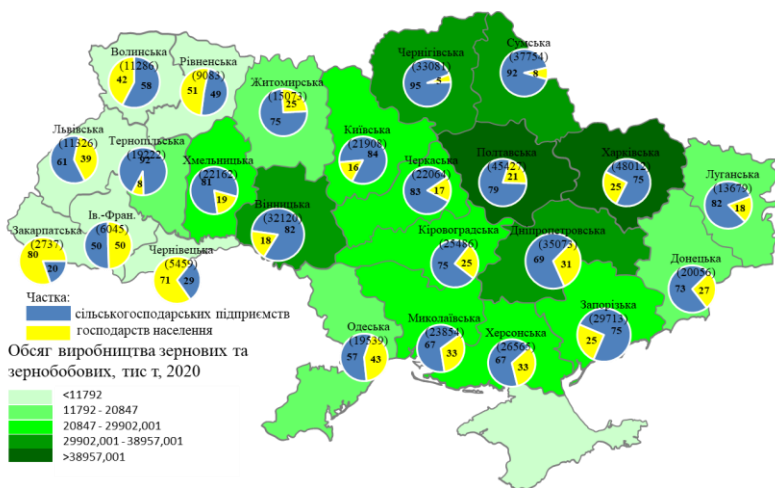 Волинська
(11286)
42
58
Рівненська
(9083)
51
49
Житомирська
(15073)
25
75
Чернігівська
(33081)
95
5
Сумська
(37754)
92
8
Львівська
(11326)
61
39
Тернопільська
(19222)
92
8
Хмельницька
(22162)
81
19
Київська
(21908)
84
16
Черкаська
(22064)
83
17
Полтавська
(45427)
21
79
Харківська
(48012)
75
25
Луганська
(13679)
82
18
Закарпатська
(2737)
80
20
Ів.-Фран.
(6045)
50
50
Чернівецька
(5459)
71
29
Вінницька
(32120)
82
18
Кіровоградська
(25486)
75
25
Дніпропетровська
(35073)
69
31
Донецька
(20056)
73
27
Одеська
(19539)
57
43
Миколаївська
(23854)
67
33
Херсонська
(26565)
67
33
Запорізька
(29713)
75
25
Частка:
сільськогосподарських підприємств
господарств населення
Обсяг виробництва зернових та
зернобобових, тис т, 2020
<11792
11792 - 20847
20847 - 29902,001
29902,001 - 38957,001
>38957,001